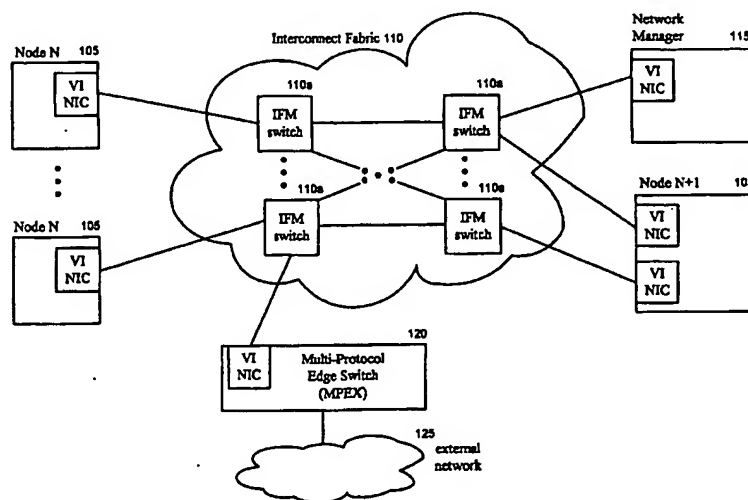 Node N 105
VI
NIC
Interconnect Fabric 110
Network
Manager 115
VI
NIC
110a
IFM
switch
110a
IFM
switch
110a
IFM
switch
110a
IFM
switch
Node N 105
VI
NIC
Node N+1
VI
NIC
VI
NIC
120
VI
NIC
Multi-Protocol
Edge Switch
(MPEX)
125
external
network